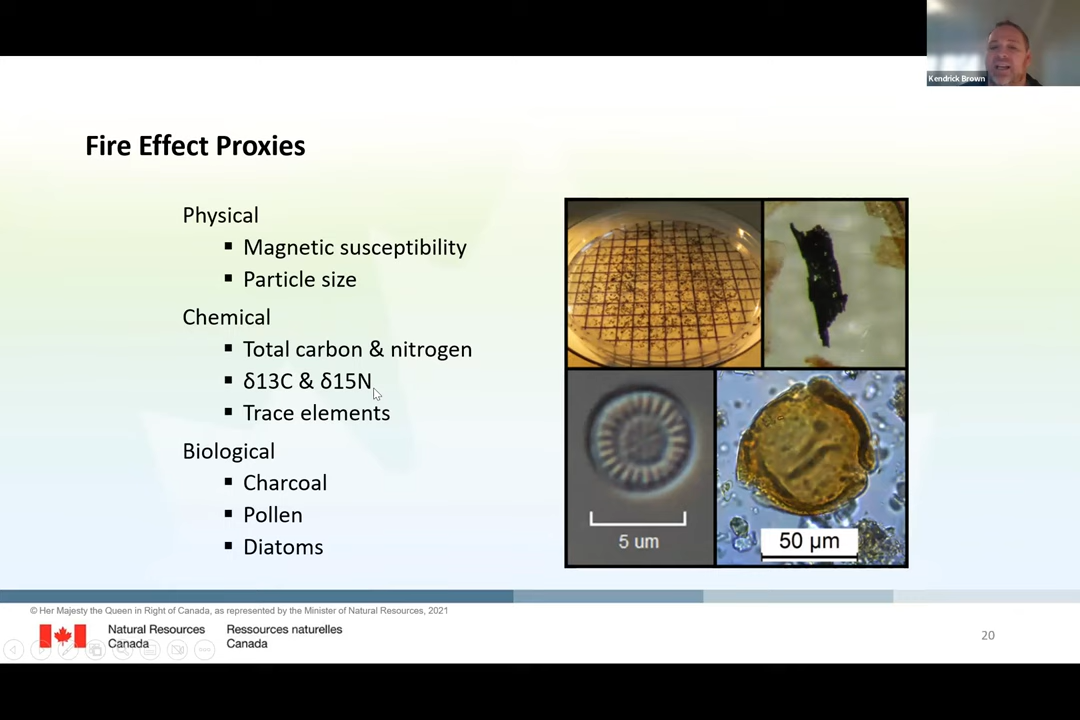 Kendrick Brown
Fire Effect Proxies
Physical
▪ Magnetic susceptibility
▪ Particle size
Chemical
▪ Total carbon & nitrogen
▪ δ13C & δ15N
▪ Trace elements
Biological
▪ Charcoal
▪ Pollen
▪ Diatoms
5 um
50 µm
© Her Majesty the Queen in Right of Canada, as represented by the Minister of Natural Resources, 2021
Natural Resources Ressources naturelles
Canada Canada
20